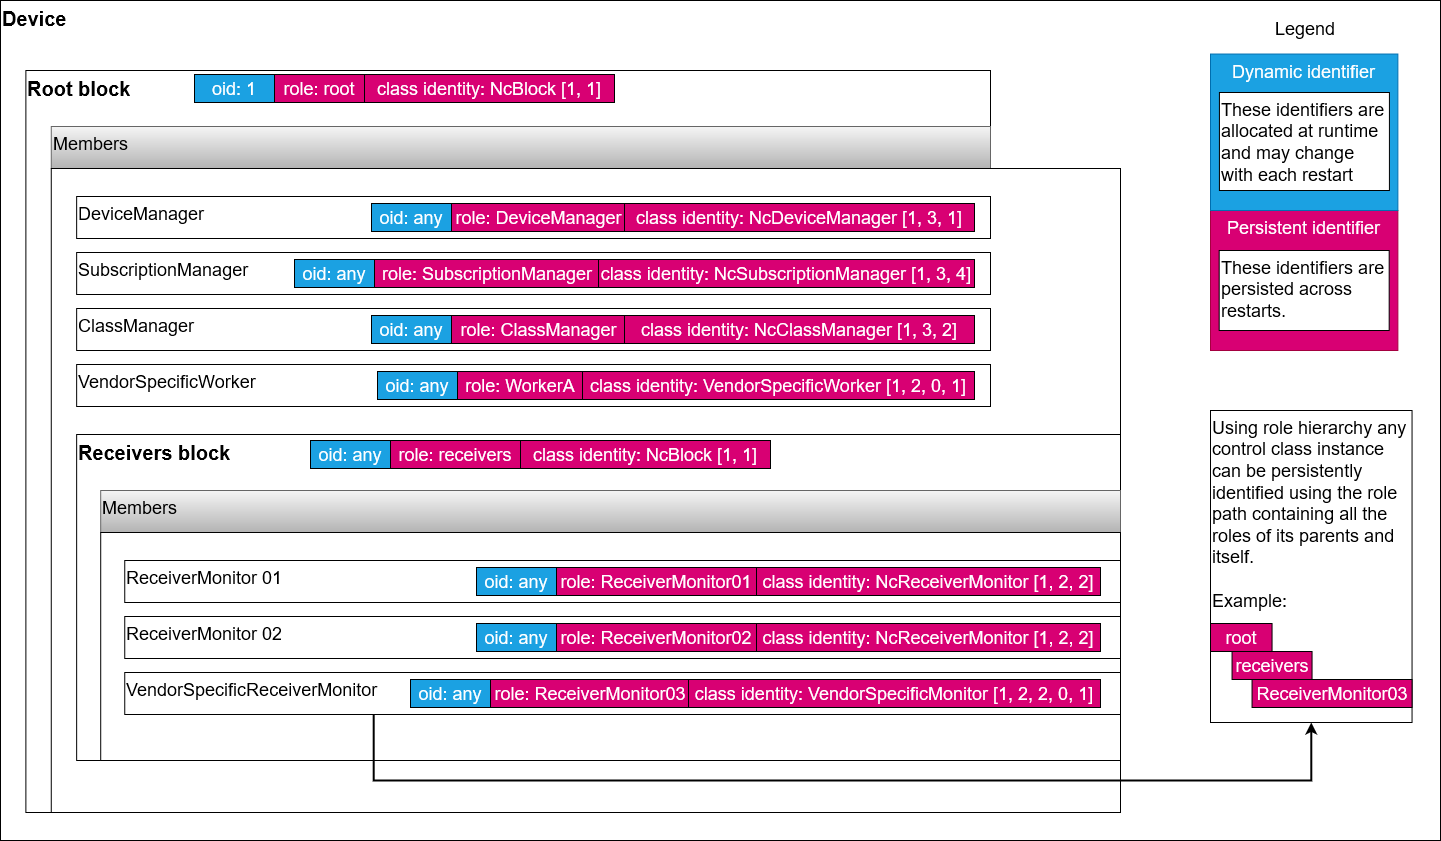 Device
Root block
oid: 1
role: root
class identity: NcBlock [1, 1]
Members
DeviceManager
oid: any
role: DeviceManager
class identity: NcDeviceManager [1, 3, 1]
SubscriptionManager
oid: any
role: SubscriptionManager
class identity: NcSubscriptionManager [1, 3, 4]
ClassManager
oid: any
role: ClassManager
class identity: NcClassManager [1, 3, 2]
VendorSpecificWorker
oid: any
role: WorkerA
class identity: VendorSpecificWorker [1, 2, 0, 1]
Receivers block
oid: any
role: receivers
class identity: NcBlock [1, 1]
Members
ReceiverMonitor 01
oid: any
role: ReceiverMonitor01
class identity: NcReceiverMonitor [1, 2, 2]
ReceiverMonitor 02
oid: any
role: ReceiverMonitor02
class identity: NcReceiverMonitor [1, 2, 2]
VendorSpecificReceiverMonitor
oid: any
role: ReceiverMonitor03
class identity: VendorSpecificMonitor [1, 2, 2, 0, 1]
Legend
Dynamic identifier
These identifiers are
allocated at runtime
and may change
with each restart
Persistent identifier
These identifiers are
persisted across
restarts.
Using role hierarchy any
control class instance
can be persistently
identified using the role
path containing all the
roles of its parents and
itself.
Example:
root
receivers
ReceiverMonitor03